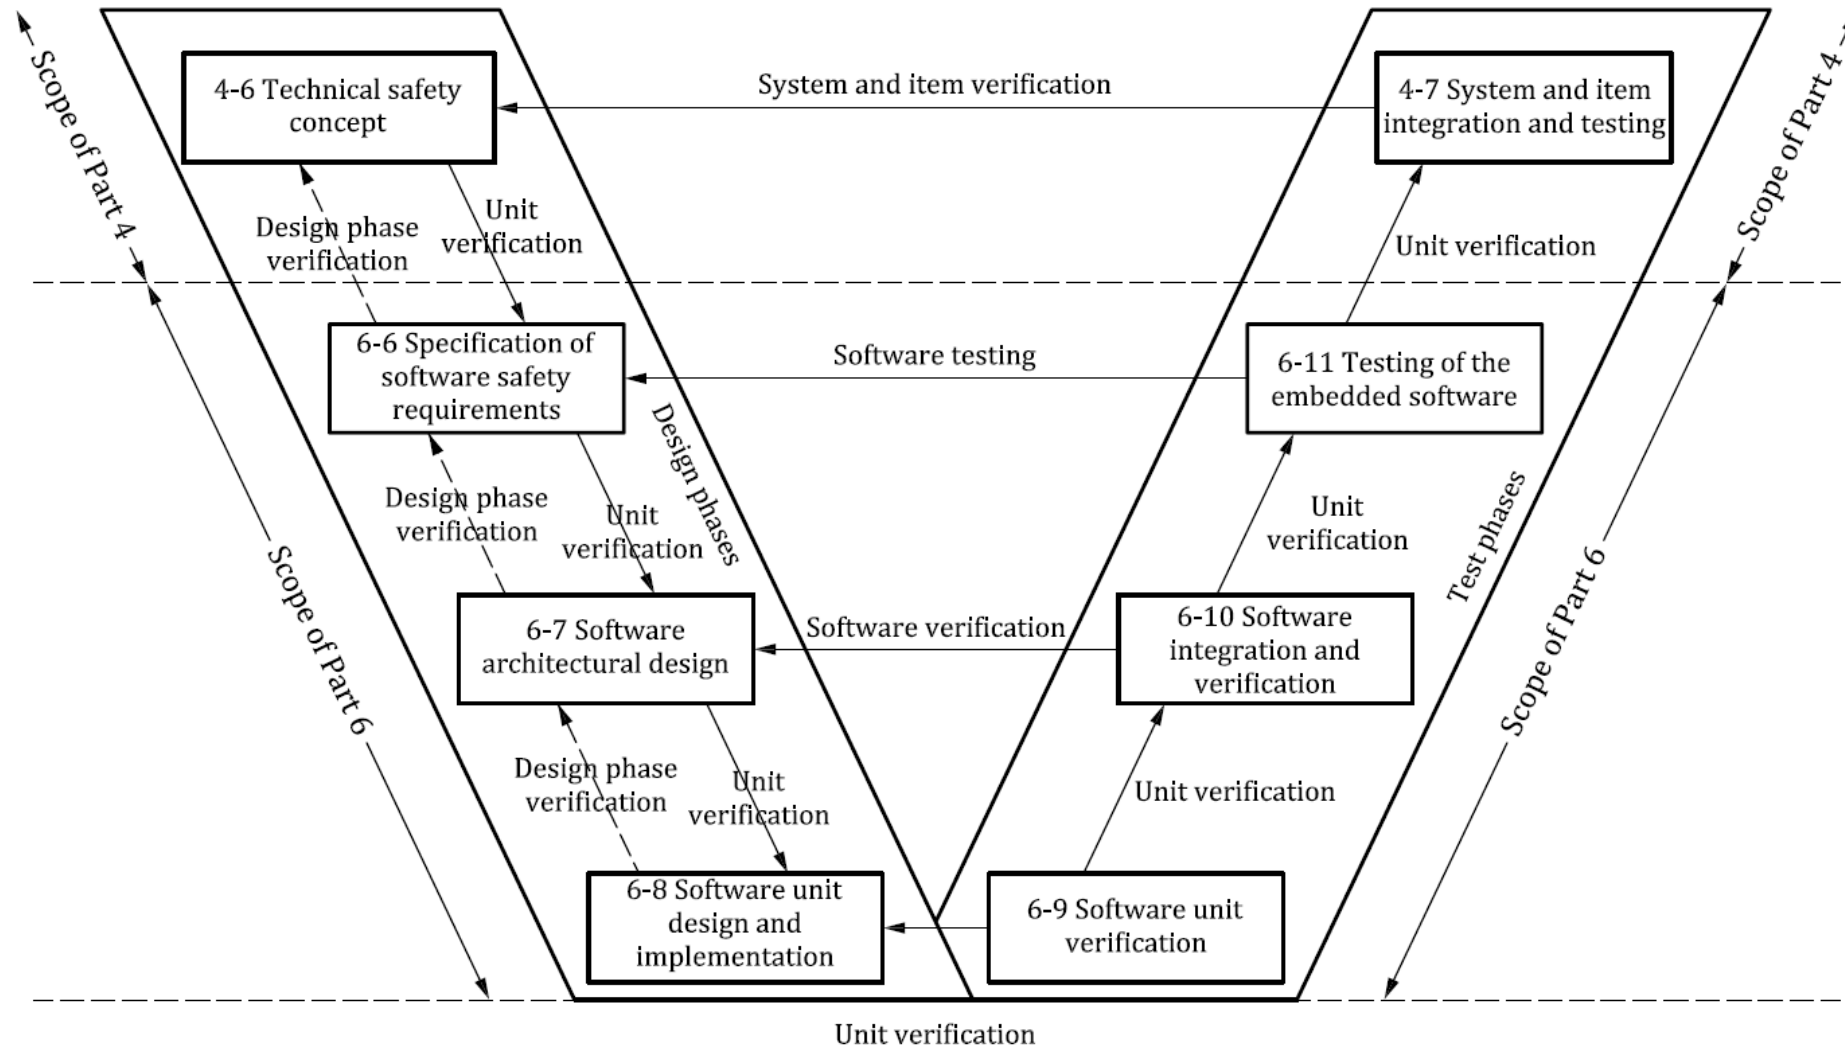 4-6 Technical safety
concept
System and item verification
4-7 System and item
integration and testing
Scope of Part 4
Scope of Part 4
Design phase
verification
Unit
verification
Unit verification
6-6 Specification of
software safety
requirements
Software testing
6-11 Testing of the
embedded software
Design phases
Design phase
verification
Unit
verification
Unit
verification
Test phases
Scope of Part 6
Scope of Part 6
6-7 Software
architectural design
Software verification
6-10 Software
integration and
verification
Design phase
verification
Unit
verification
Unit verification
6-8 Software unit
design and
implementation
6-9 Software unit
verification
Unit verification